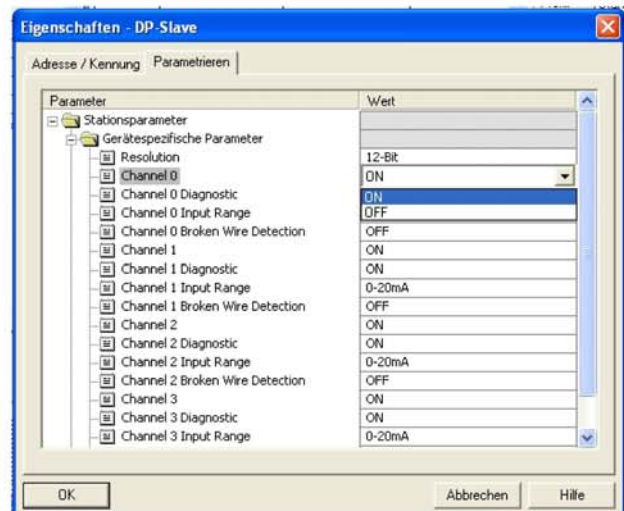 Eigenschaften - DP-Slave
Adresse / Kennung Parametrieren
Parameter Wert
Stationsparameter
Gerätespezifische Parameter
Resolution 12-Bit
Channel 0 ON
Channel 0 Diagnostic ON
Channel 0 Input Range OFF
Channel 0 Broken Wire Detection OFF
Channel 1 ON
Channel 1 Diagnostic ON
Channel 1 Input Range 0-20mA
Channel 1 Broken Wire Detection OFF
Channel 2 ON
Channel 2 Diagnostic ON
Channel 2 Input Range 0-20mA
Channel 2 Broken Wire Detection OFF
Channel 3 ON
Channel 3 Diagnostic ON
Channel 3 Input Range 0-20mA
OK Abbrechen Hilfe